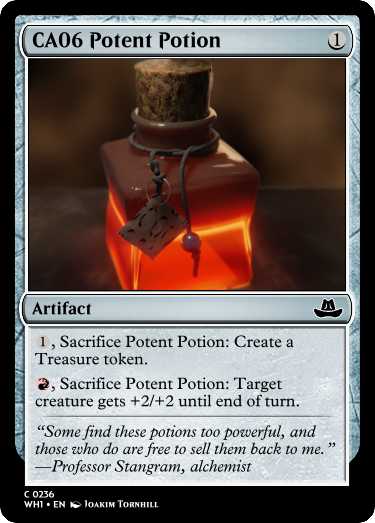 CA06 Potent Potion 1
Artifact
1, Sacrifice Potent Potion: Create a
Treasure token.
, Sacrifice Potent Potion: Target
creature gets +2/+2 until end of turn.
“Some find these potions too powerful, and
those who do are free to sell them back to me.”
—Professor Stangram, alchemist
C 0236
WH1 • EN Joakim Tornhill